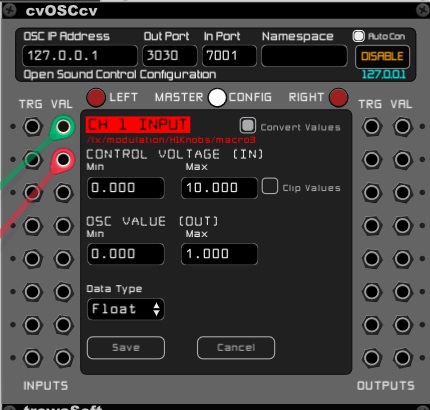 cvOSCcv
OSC IP Address Out Port In Port Namespace Auto Con
127.0.0.1 3030 7001 DISABLE
Open Sound Control Configuration 127.0.0.1
TRG VAL LEFT MASTER CONFIG RIGHT TRG VAL
CH 1 INPUT Convert Values
/lx/modulation/HiKnobs/macro3
CONTROL VOLTAGE (IN)
Min Max
0.000 10.000 Clip Values
OSC VALUE (OUT)
Min Max
0.000 1.000
Data Type
Float
Save Cancel
INPUTS OUTPUTS
trowaSoft